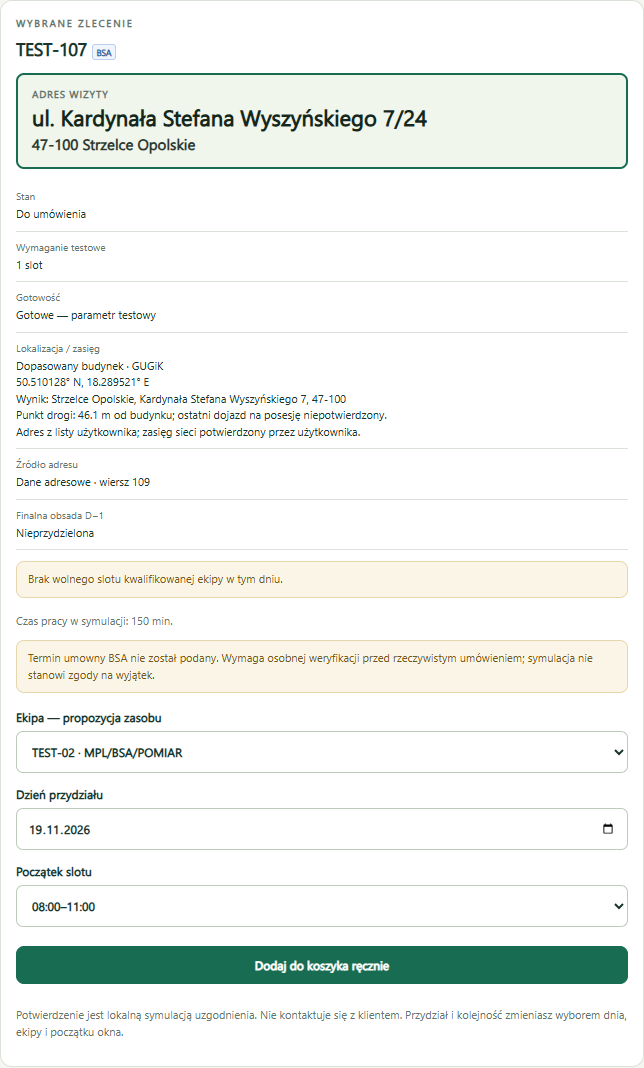 WYBRANE ZLECENIE
TEST-107 BSA
ADRES WIZYTY
ul. Kardynała Stefana Wyszyńskiego 7/24
47-100 Strzelce Opolskie
Stan
Do umówienia
Wymaganie testowe
1 slot
Gotowość
Gotowe — parametr testowy
Lokalizacja / zasięg
Dopasowany budynek · GUGiK
50.510128° N, 18.289521° E
Wynik: Strzelce Opolskie, Kardynała Stefana Wyszyńskiego 7, 47-100
Punkt drogi: 46.1 m od budynku; ostatni dojazd na posesję niepotwierdzony.
Adres z listy użytkownika; zasięg sieci potwierdzony przez użytkownika.
Źródło adresu
Dane adresowe · wiersz 109
Finalna obsada D−1
Nieprzydzielona
Brak wolnego slotu kwalifikowanej ekipy w tym dniu.
Czas pracy w symulacji: 150 min.
Termin umowny BSA nie został podany. Wymaga osobnej weryfikacji przed rzeczywistym umówieniem; symulacja nie
stanowi zgody na wyjątek.
Ekipa — propozycja zasobu
TEST-02 · MPL/BSA/POMIAR
Dzień przydziału
19.11.2026
Początek slotu
08:00–11:00
Dodaj do koszyka ręcznie
Potwierdzenie jest lokalną symulacją uzgodnienia. Nie kontaktuje się z klientem. Przydział i kolejność zmieniasz wyborem dnia,
ekipy i początku okna.